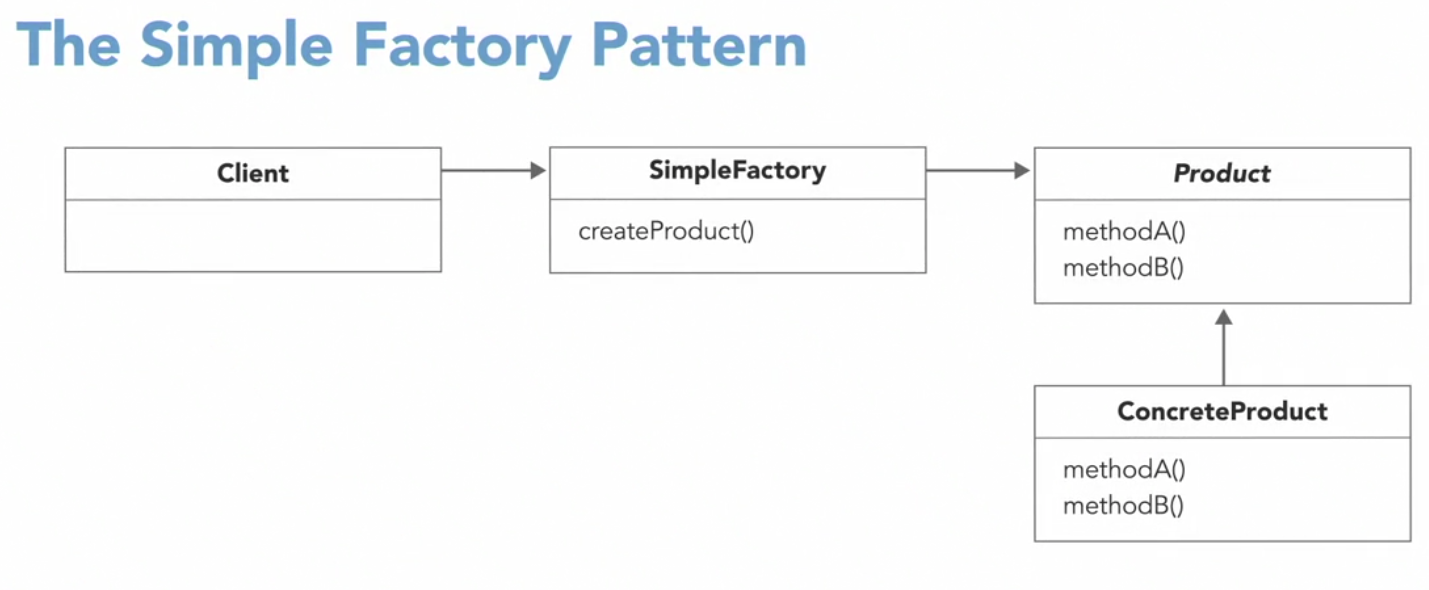 The Simple Factory Pattern
Client
SimpleFactory
createProduct()
Product
methodA()
methodB()
ConcreteProduct
methodA()
methodB()